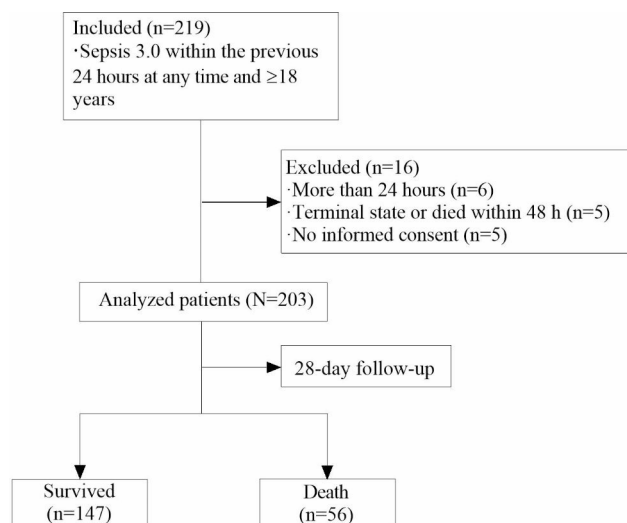 Included (n=219)
·Sepsis 3.0 within the previous
24 hours at any time and ≥18
years
Excluded (n=16)
·More than 24 hours (n=6)
·Terminal state or died within 48 h (n=5)
·No informed consent (n=5)
Analyzed patients (N=203)
28-day follow-up
Survived
(n=147)
Death
(n=56)